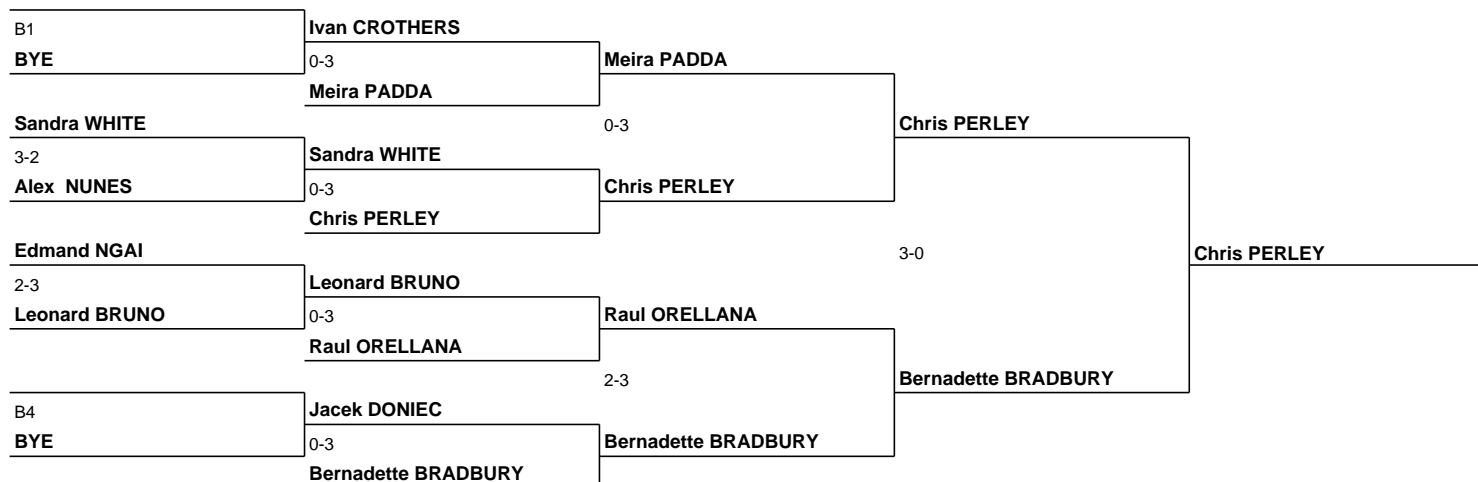 B1
BYE
Sandra WHITE
3-2
Alex  NUNES
Edmand NGAI
2-3
Leonard BRUNO
B4
BYE
Ivan CROTHERS
0-3
Meira PADDA
Sandra WHITE
0-3
Chris PERLEY
Leonard BRUNO
0-3
Raul ORELLANA
Jacek DONIEC
0-3
Bernadette BRADBURY
Meira PADDA
0-3
Chris PERLEY
Raul ORELLANA
2-3
Bernadette BRADBURY
Chris PERLEY
3-0
Bernadette BRADBURY
Chris PERLEY